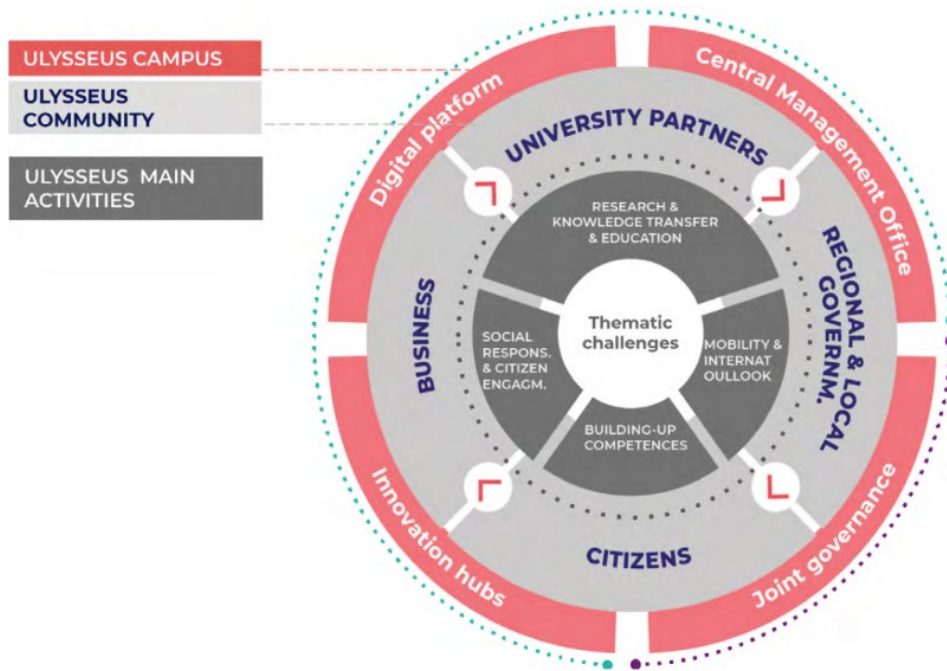 ULYSSEUS CAMPUS
ULYSSEUS
COMMUNITY
ULYSSEUS MAIN
ACTIVITIES
Digital platform
Central Management Office
UNIVERSITY PARTNERS
RESEARCH &
KNOWLEDGE TRANSFER
& EDUCATION
BUSINESS
REGIONAL & LOCAL
GOVERNM.
SOCIAL
RESPONS.
& CITIZEN
ENGAGM.
Thematic
challenges
MOBILITY &
INTERNAT
OULLOOK
BUILDING-UP
COMPETENCES
CITIZENS
Innovation hubs
Joint governance